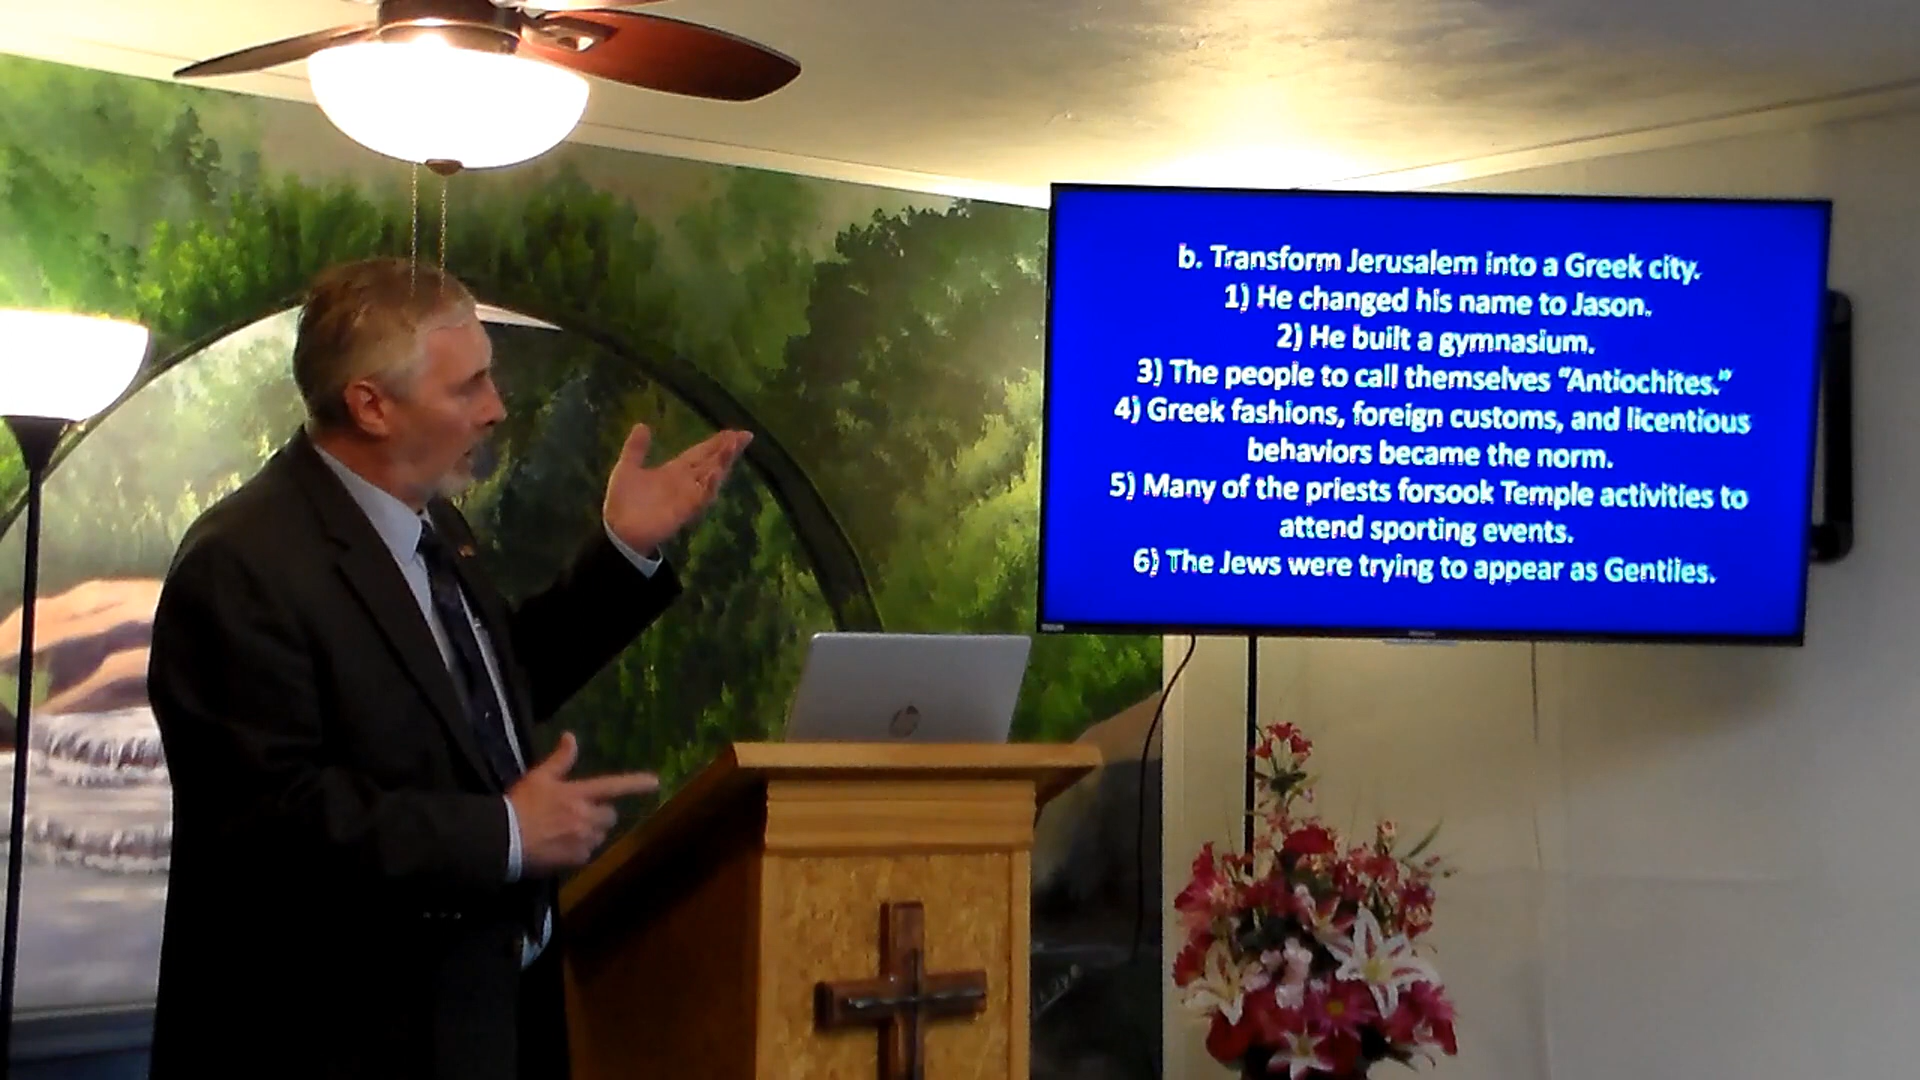 b. Transform Jerusalem into a Greek city.
1) He changed his name to Jason.
2) He built a gymnasium.
3) The people to call themselves “Antiochites.”
4) Greek fashions, foreign customs, and licentious
behaviors became the norm.
5) Many of the priests forsook Temple activities to
attend sporting events.
6) The Jews were trying to appear as Gentiles.
hp